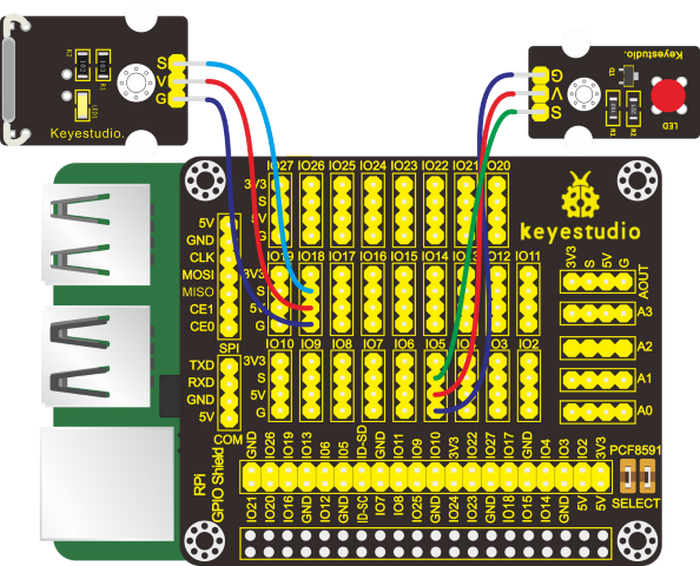 R2
102
103
R1
LED1
S
V
G
Keyestudio.
G
V
S
Keyestudio.
Q1
R1
R2
LED
IO27 IO26 IO25 IO24 IO23 IO22 IO21 IO20
3V3
S
5V
G
keyestudio
IO18 IO17 IO16 IO15 IO14 IO12 IO11
3V3
S
5V
G
IO10 IO9 IO8 IO7 IO6 IO5 IO3 IO2
3V3
S
5V
G
5V
GND
CLK
MOSI
MISO
CE1
CE0
SPI
TXD
RXD
GND
5V
COM
3V3 S 5V G
AOUT
A3
A2
A1
A0
RPi
GPIO Shield
GND IO26 IO19 IO13 IO6 IO5 ID-SD GND IO11 IO9 IO10 3V3 IO22 IO27 IO17 GND IO4 IO3 IO2 3V3
IO21 IO20 IO16 GND IO12 GND ID-SC IO7 IO8 IO25 GND IO24 IO23 GND IO18 IO15 IO14 GND 5V 5V
PCF8591
SELECT